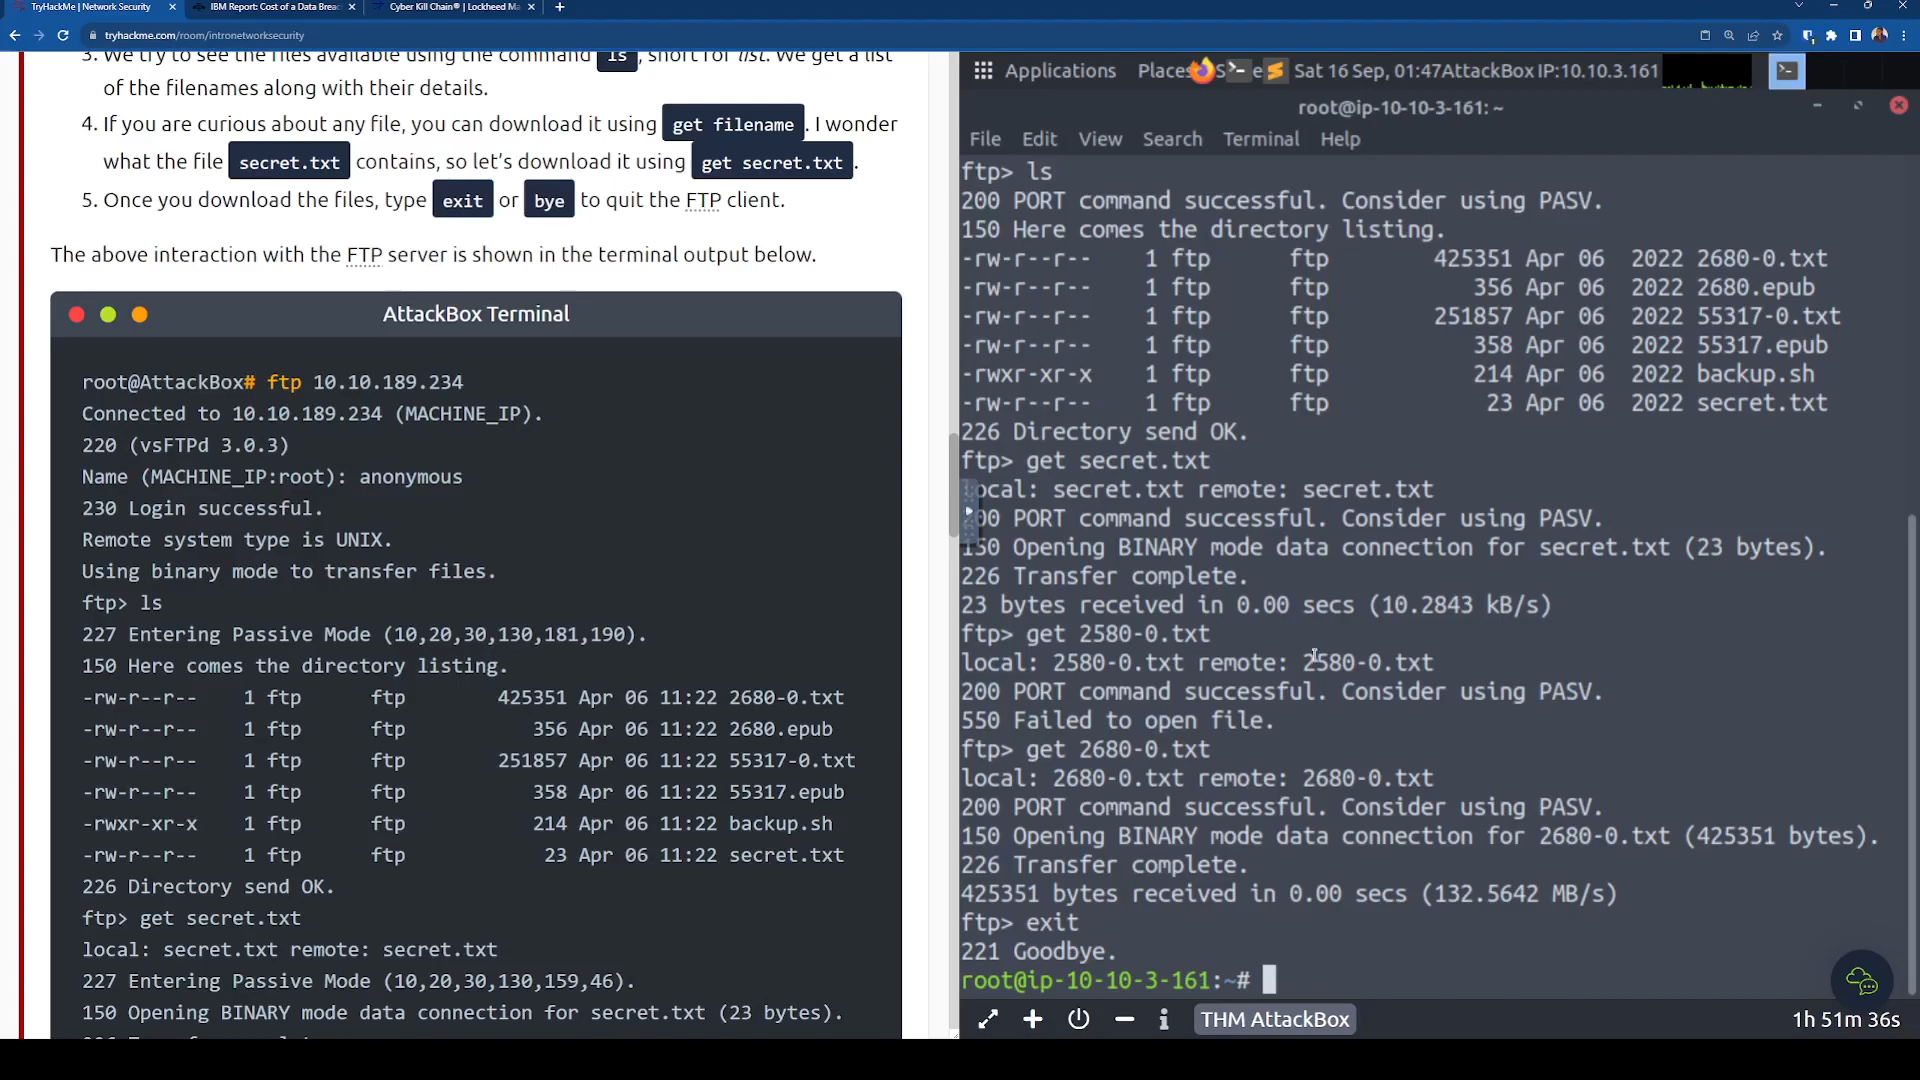 TryHackMe | Network Security
IBM Report: Cost of a Data Breac
Cyber Kill Chain® | Lockheed Ma
tryhackme.com/room/intronetworksecurity
3. We try to see the files available using the command ls, short for list. We get a list
of the filenames along with their details.
4. If you are curious about any file, you can download it using get filename. I wonder
what the file secret.txt contains, so let's download it using get secret.txt.
5. Once you download the files, type exit or bye to quit the FTP client.
The above interaction with the FTP server is shown in the terminal output below.
AttackBox Terminal
root@AttackBox# ftp 10.10.189.234
Connected to 10.10.189.234 (MACHINE_IP).
220 (vsFTPd 3.0.3)
Name (MACHINE_IP:root): anonymous
230 Login successful.
Remote system type is UNIX.
Using binary mode to transfer files.
ftp> ls
227 Entering Passive Mode (10,20,30,130,181,190).
150 Here comes the directory listing.
-rw-r--r-- 1 ftp ftp 425351 Apr 06 11:22 2680-0.txt
-rw-r--r-- 1 ftp ftp 356 Apr 06 11:22 2680.epub
-rw-r--r-- 1 ftp ftp 251857 Apr 06 11:22 55317-0.txt
-rw-r--r-- 1 ftp ftp 358 Apr 06 11:22 55317.epub
-rwxr-xr-x 1 ftp ftp 214 Apr 06 11:22 backup.sh
-rw-r--r-- 1 ftp ftp 23 Apr 06 11:22 secret.txt
226 Directory send OK.
ftp> get secret.txt
local: secret.txt remote: secret.txt
227 Entering Passive Mode (10,20,30,130,159,46).
150 Opening BINARY mode data connection for secret.txt (23 bytes).
Applications Places Sat 16 Sep, 01:47 AttackBox IP:10.10.3.161
root@ip-10-10-3-161: ~
File Edit View Search Terminal Help
ftp> ls
200 PORT command successful. Consider using PASV.
150 Here comes the directory listing.
-rw-r--r-- 1 ftp ftp 425351 Apr 06 2022 2680-0.txt
-rw-r--r-- 1 ftp ftp 356 Apr 06 2022 2680.epub
-rw-r--r-- 1 ftp ftp 251857 Apr 06 2022 55317-0.txt
-rw-r--r-- 1 ftp ftp 358 Apr 06 2022 55317.epub
-rwxr-xr-x 1 ftp ftp 214 Apr 06 2022 backup.sh
-rw-r--r-- 1 ftp ftp 23 Apr 06 2022 secret.txt
226 Directory send OK.
ftp> get secret.txt
local: secret.txt remote: secret.txt
200 PORT command successful. Consider using PASV.
150 Opening BINARY mode data connection for secret.txt (23 bytes).
226 Transfer complete.
23 bytes received in 0.00 secs (10.2843 kB/s)
ftp> get 2580-0.txt
local: 2580-0.txt remote: 2580-0.txt
200 PORT command successful. Consider using PASV.
550 Failed to open file.
ftp> get 2680-0.txt
local: 2680-0.txt remote: 2680-0.txt
200 PORT command successful. Consider using PASV.
150 Opening BINARY mode data connection for 2680-0.txt (425351 bytes).
226 Transfer complete.
425351 bytes received in 0.00 secs (132.5642 MB/s)
ftp> exit
221 Goodbye.
root@ip-10-10-3-161:~#
THM AttackBox
1h 51m 36s